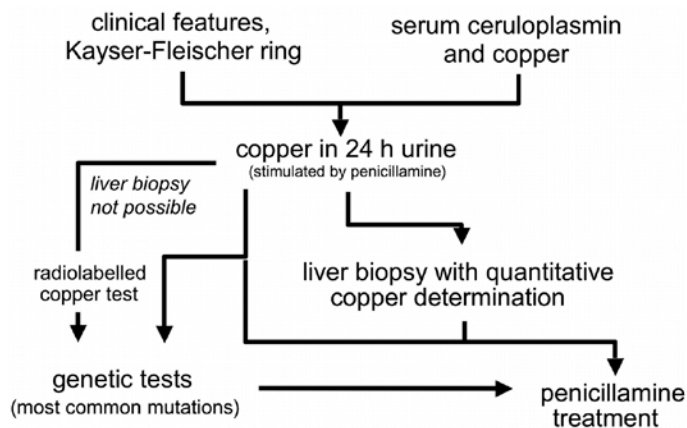 clinical features,
Kayser-Fleischer ring
serum ceruloplasmin
and copper
copper in 24 h urine
(stimulated by penicillamine)
liver biopsy
not possible
radiolabelled
copper test
liver biopsy with quantitative
copper determination
genetic tests
(most common mutations)
penicillamine
treatment